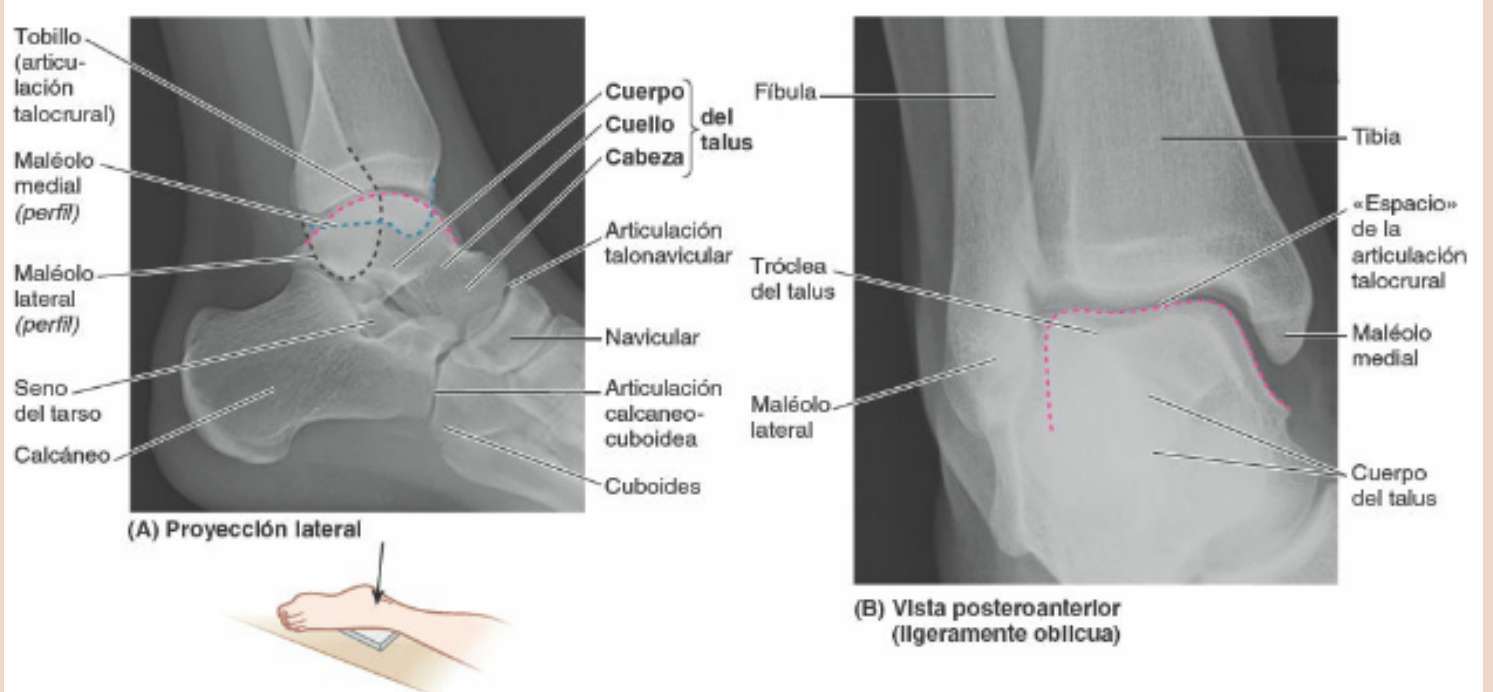 Tobillo
(articu-
lación
talocrural)
Maléolo
medial
(perfil)
Maléolo
lateral
(perfil)
Seno
del tarso
Calcáneo
Cuerpo
Cuello
Cabeza
del
talus
Articulación
talonavicular
Navicular
Articulación
calcaneo-
cuboidea
Cuboides
(A) Proyección lateral
Fíbula
Tróclea
del talus
Maléolo
lateral
Tibia
«Espacio»
de la
articulación
talocrural
Maléolo
medial
Cuerpo
del talus
(B) Vista posteroanterior
(ligeramente oblicua)